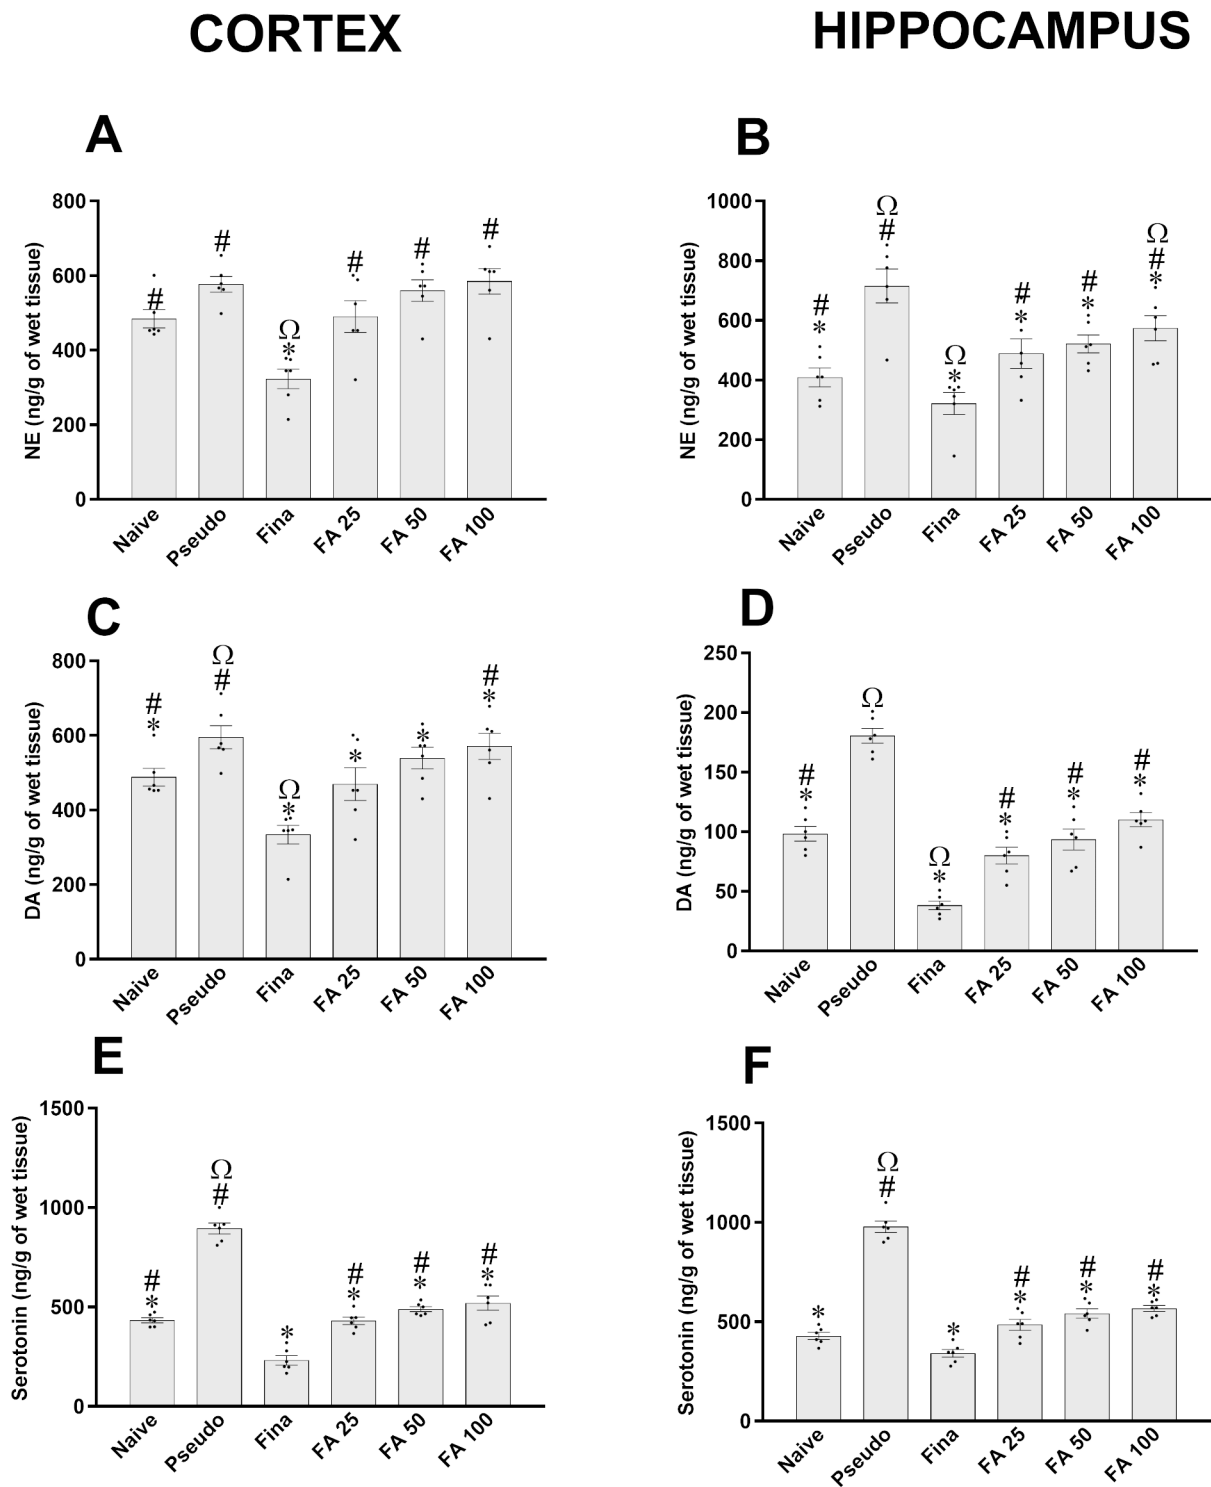 CORTEX
HIPPOCAMPUS
A
NE (ng/g of wet tissue)
800
600
400
200
0
#
#
Ω
*
#
#
#
Naive
Pseudo
Fina
FA 25
FA 50
FA 100
B
NE (ng/g of wet tissue)
1000
800
600
400
200
0
#
*
Ω
#
Ω
*
#
*
#
*
Ω
#
*
Naive
Pseudo
Fina
FA 25
FA 50
FA 100
C
DA (ng/g of wet tissue)
800
600
400
200
0
#
*
Ω
#
Ω
*
*
*
#
*
Naive
Pseudo
Fina
FA 25
FA 50
FA 100
D
DA (ng/g of wet tissue)
250
200
150
100
50
0
#
*
Ω
Ω
*
#
*
#
*
#
*
Naive
Pseudo
Fina
FA 25
FA 50
FA 100
E
Serotonin (ng/g of wet tissue)
1500
1000
500
0
#
*
Ω
#
*
#
*
#
*
#
*
Naive
Pseudo
Fina
FA 25
FA 50
FA 100
F
Serotonin (ng/g of wet tissue)
1500
1000
500
0
*
Ω
#
*
#
*
#
*
#
*
Naive
Pseudo
Fina
FA 25
FA 50
FA 100